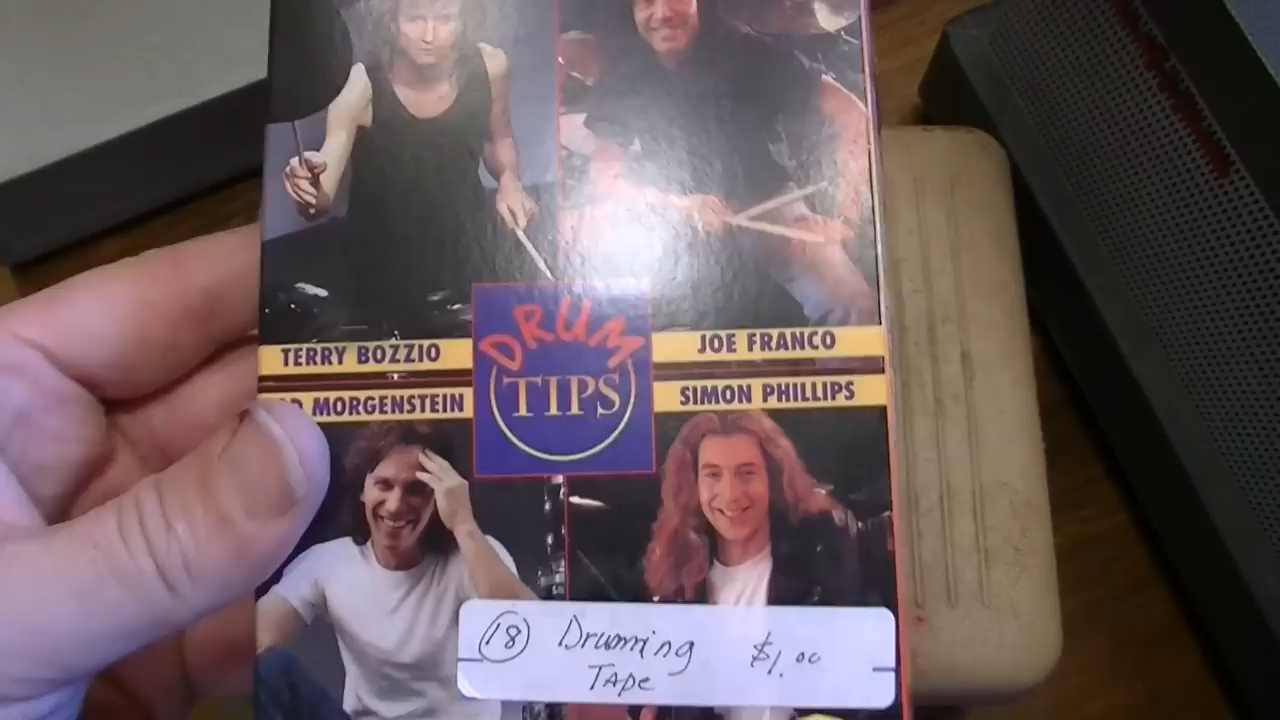 TERRY BOZZIO
JOE FRANCO
DRUM
TIPS
MORGENSTEIN
SIMON PHILLIPS
18 Drumming $1.00
TAPE